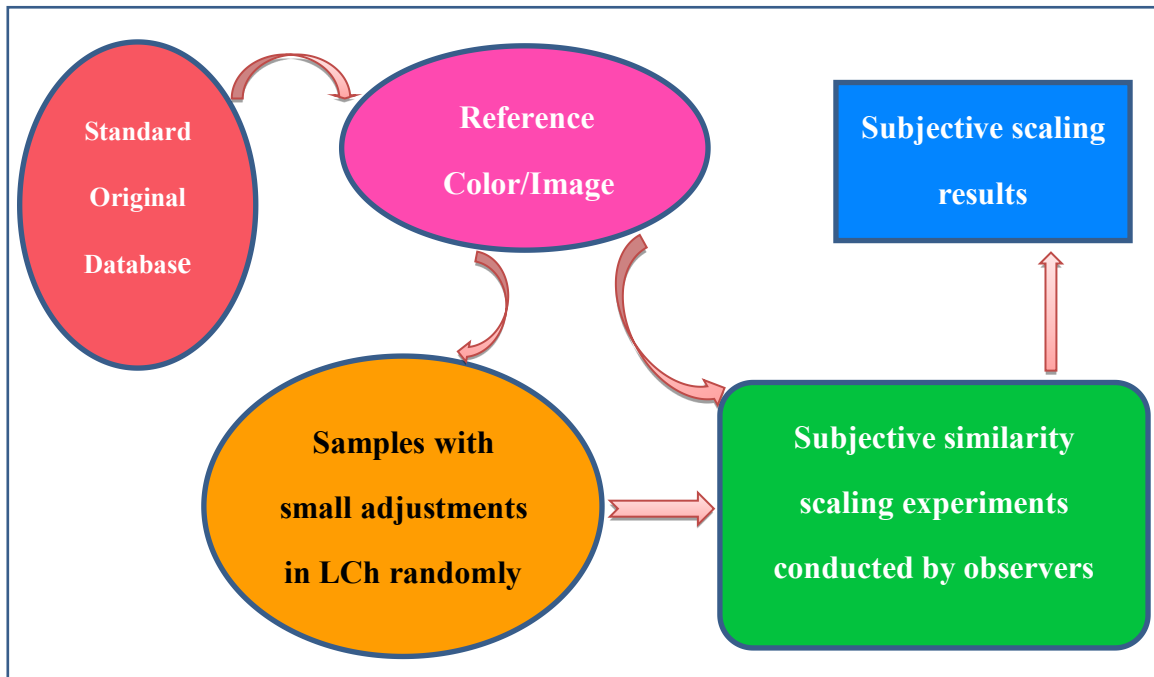 Standard
Original
Database
Reference
Color/Image
Subjective scaling
results
Samples with
small adjustments
in LCh randomly
Subjective similarity
scaling experiments
conducted by observers